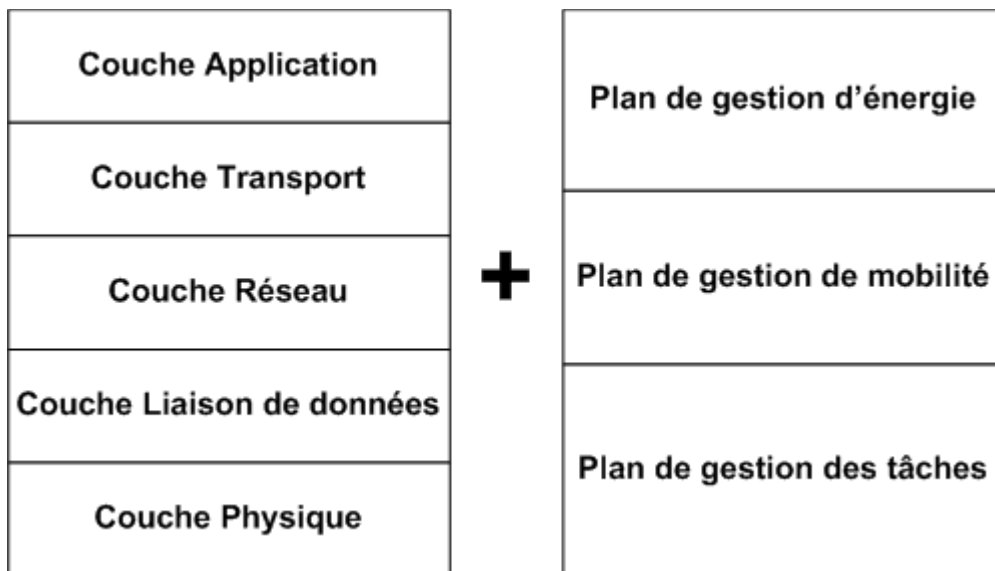 Couche Application
Couche Transport
Couche Réseau
Couche Liaison de données
Couche Physique
+
Plan de gestion d’énergie
Plan de gestion de mobilité
Plan de gestion des tâches